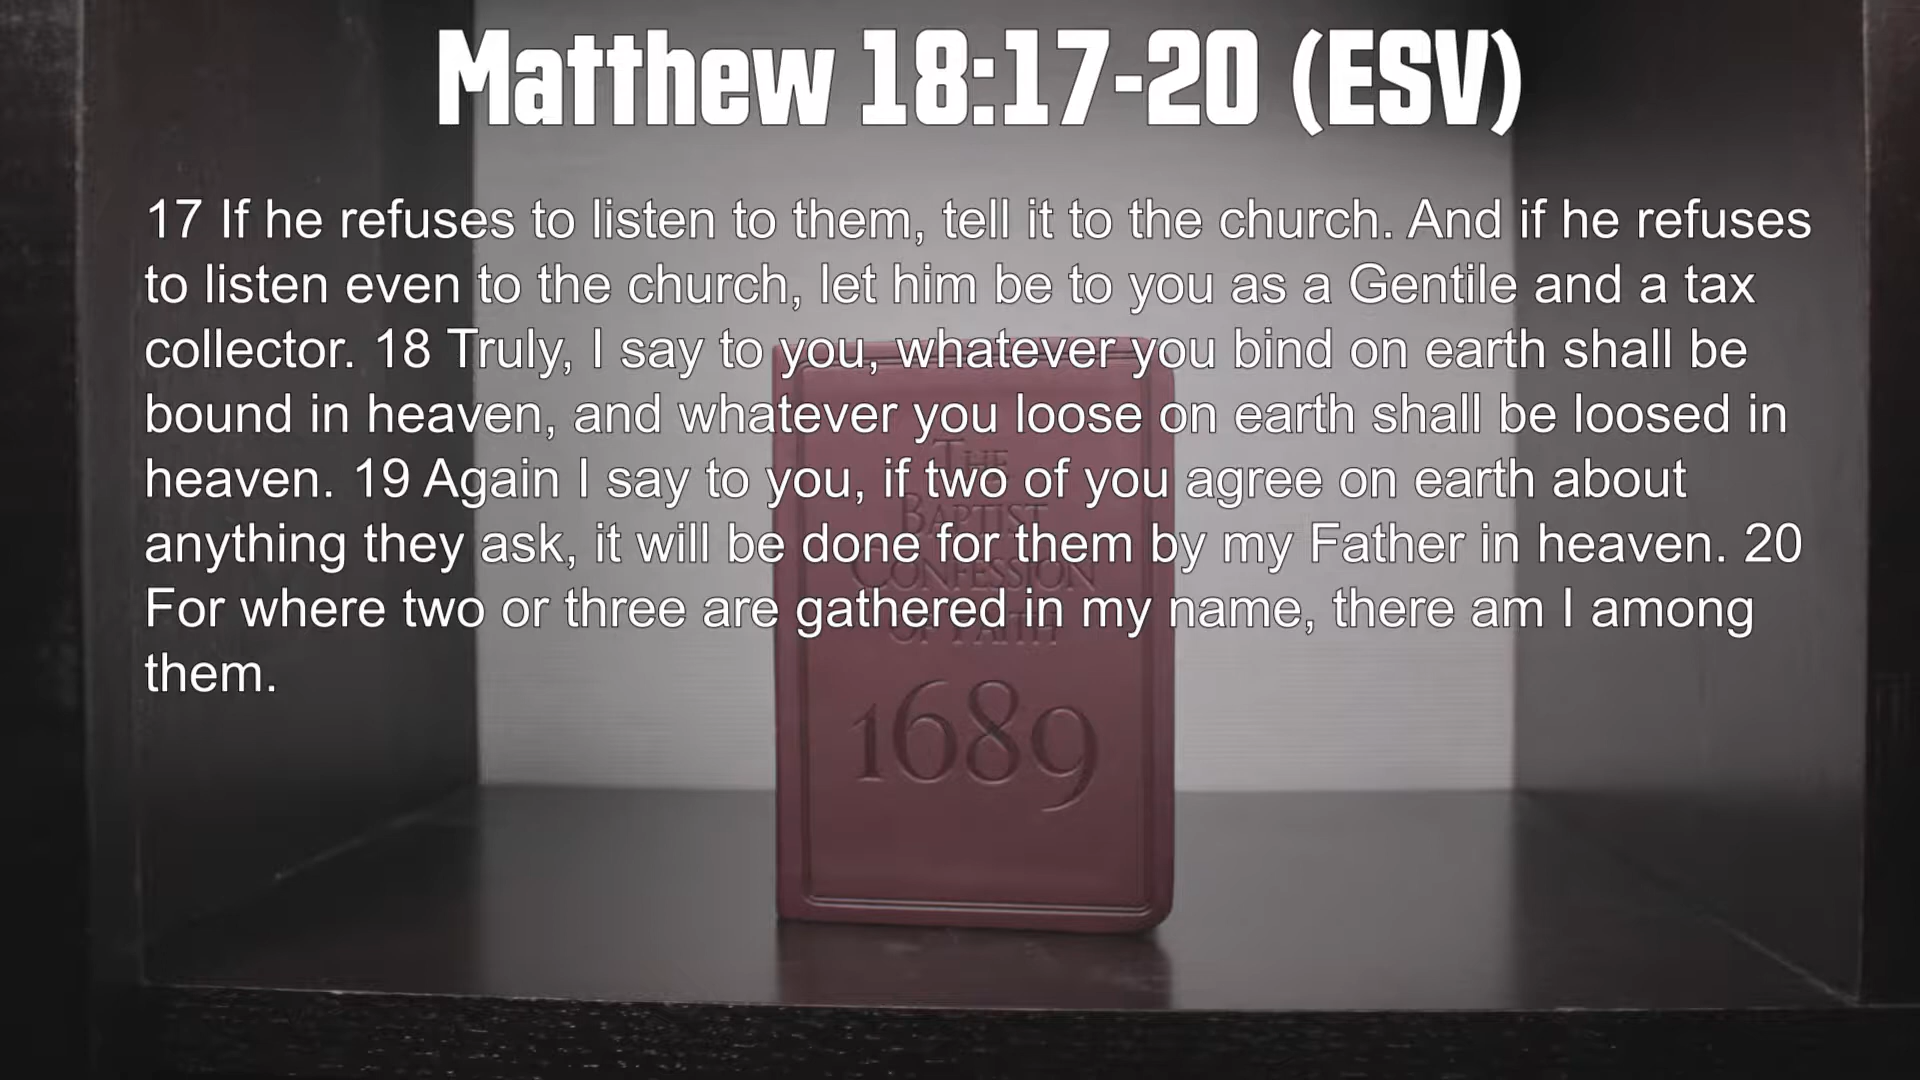 Matthew 18:17-20 (ESV)
17 If he refuses to listen to them, tell it to the church. And if he refuses
to listen even to the church, let him be to you as a Gentile and a tax
collector. 18 Truly, I say to you, whatever you bind on earth shall be
bound in heaven, and whatever you loose on earth shall be loosed in
heaven. 19 Again I say to you, if two of you agree on earth about
anything they ask, it will be done for them by my Father in heaven. 20
For where two or three are gathered in my name, there am I among
them.
The
Baptist
Confession
of Faith
1689